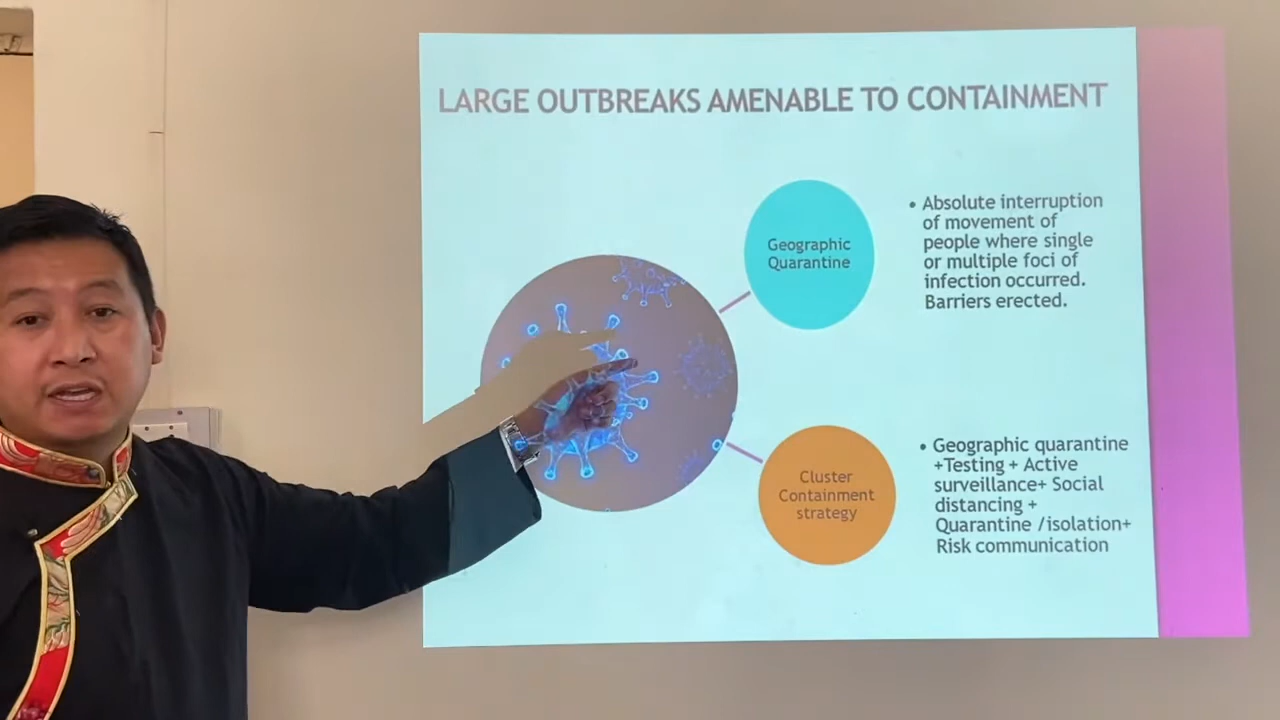 LARGE OUTBREAKS AMENABLE TO CONTAINMENT
Geographic
Quarantine
• Absolute interruption
of movement of
people where single
or multiple foci of
infection occurred.
Barriers erected.
Cluster
Containment
strategy
• Geographic quarantine
+Testing + Active
surveillance+ Social
distancing +
Quarantine /isolation+
Risk communication